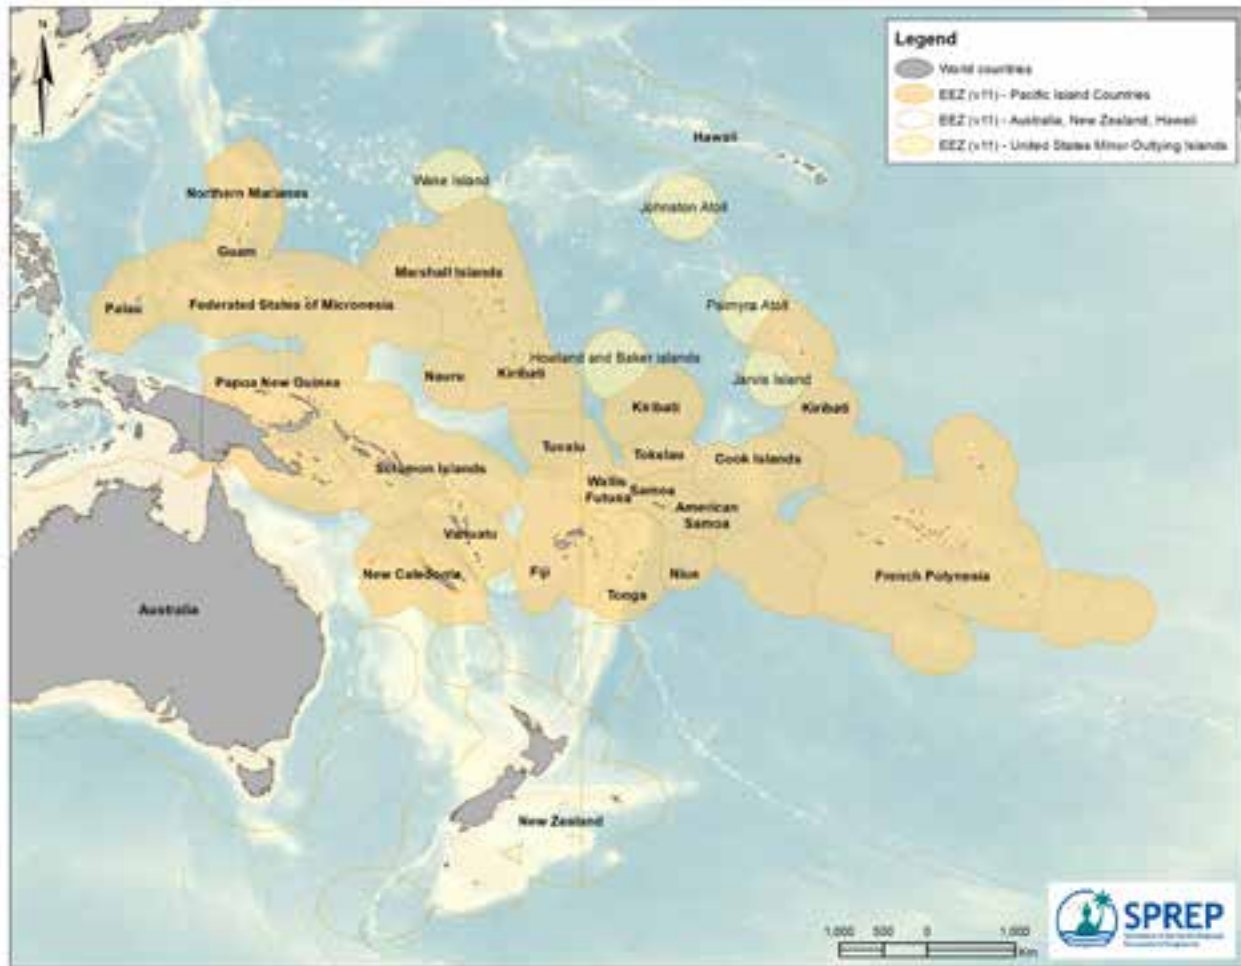 N
Legend
World countries
EEZ (v11) - Pacific Island Countries
EEZ (v11) - Australia, New Zealand, Hawaii
EEZ (v11) - United States Minor Outlying Islands
Hawaii
Northern Marianas
Wake Island
Johnston Atoll
Guam
Marshall Islands
Palau
Federated States of Micronesia
Palmyra Atoll
Howland and Baker islands
Papua New Guinea
Nauru
Kiribati
Jarvis Island
Kiribati
Kiribati
Tuvalu
Tokelau
Cook Islands
Solomon Islands
Wallis
Futuna
Samoa
American
Samoa
Vanuatu
New Caledonia
Fiji
Niue
French Polynesia
Tonga
Australia
New Zealand
1,000 500 0 1,000
Km
SPREP